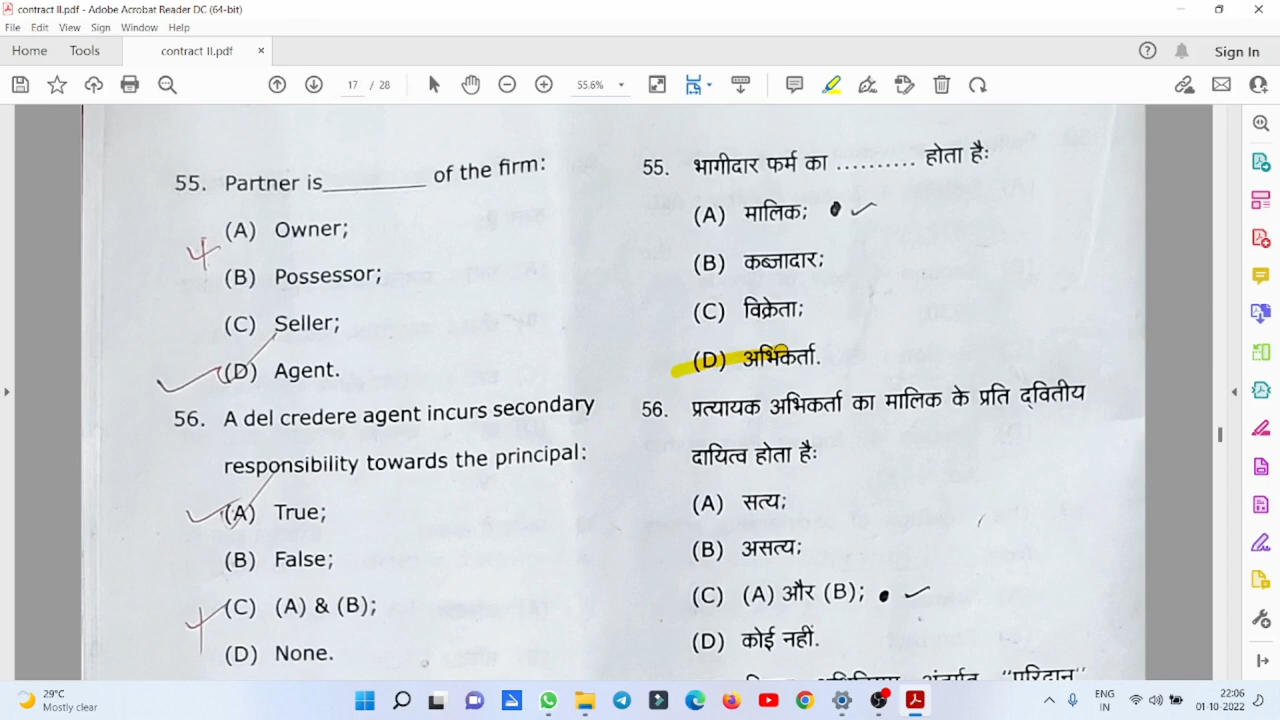 contract II.pdf - Adobe Acrobat Reader DC (64-bit)
File Edit View Sign Window Help
Home Tools contract II.pdf × Sign In
17 / 28 55.6%
55. Partner is_________ of the firm:
(A) Owner;
(B) Possessor;
(C) Seller;
(D) Agent.
56. A del credere agent incurs secondary
responsibility towards the principal:
(A) True;
(B) False;
(C) (A) & (B);
(D) None.
55. भागीदार फर्म का .......... होता हैः
(A) मालिक;
(B) कब्जादार;
(C) विक्रेता;
(D) अभिकर्ता.
56. प्रत्यायक अभिकर्ता का मालिक के प्रति द्वितीय
दायित्व होता हैः
(A) सत्य;
(B) असत्य;
(C) (A) और (B);
(D) कोई नहीं.
"परिदान"
29°C
Mostly clear
ENG
IN
22:06
01-10-2022